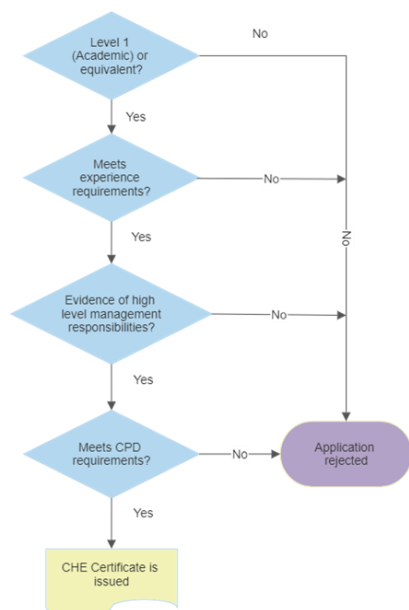 Level 1
(Academic) or
equivalent?
No
Yes
Meets
experience
requirements?
No
No
Yes
Evidence of high
level management
responsibilities?
No
Yes
Meets CPD
requirements?
No
Application
rejected
Yes
CHE Certificate is
issued